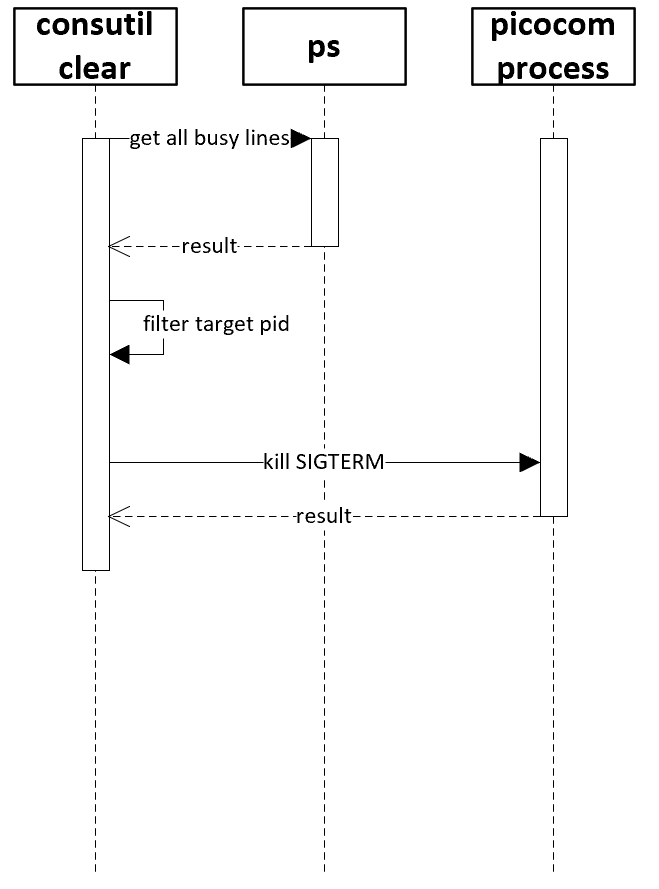 consutil
clear
ps
picocom
process
get all busy lines
result
filter target pid
kill SIGTERM
result